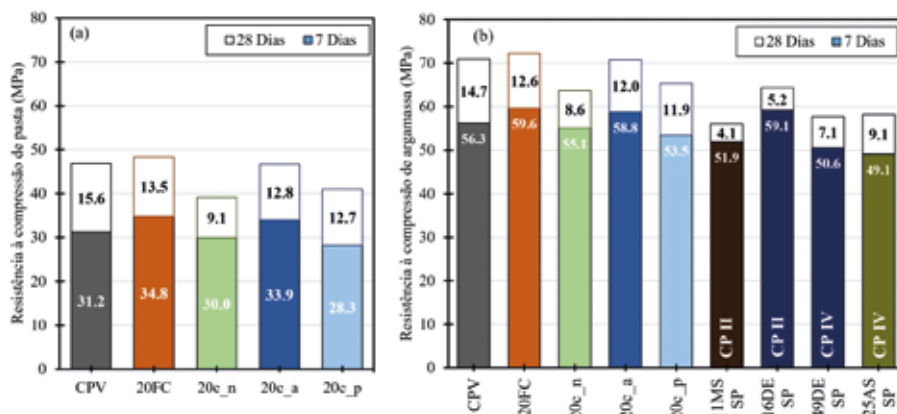 (a)
28 Dias 7 Dias
Resistência à compressão de pasta (MPa)
80
70
60
50
40
30
20
10
0
15.6 13.5 9.1 12.8 12.7
31.2 34.8 30.0 33.9 28.3
CPV 20FC 20c_n 20c_a 20c_p
(b)
28 Dias 7 Dias
Resistência à compressão de argamassa (MPa)
80
70
60
50
40
30
20
10
0
14.7 12.6 8.6 12.0 11.9 4.1 5.2 7.1 9.1
56.3 59.6 55.1 58.8 53.5 51.9 59.1 50.6 49.1
CP II CP II CP IV CP IV
CPV 20FC 20c_n 20c_a 20c_p
SP SP SP SP